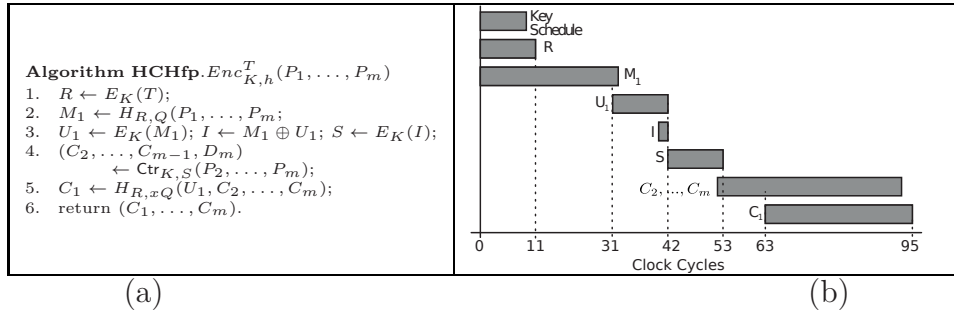 Algorithm HCHfp.Enc^T_{K,h}(P_1, . . . , P_m)
1. R ← E_K(T);
2. M_1 ← H_{R,Q}(P_1, . . . , P_m;
3. U_1 ← E_K(M_1); I ← M_1 ⊕ U_1; S ← E_K(I);
4. (C_2, . . . , C_{m−1}, D_m)
← Ctr_{K,S}(P_2, . . . , P_m);
5. C_1 ← H_{R,xQ}(U_1, C_2, . . . , C_m);
6. return (C_1, . . . , C_m).
(a)
Key
Schedule
R
M_1
U_1
I
S
C_2, ..., C_m
C_1
0 11 31 42 53 63 95
Clock Cycles
(b)